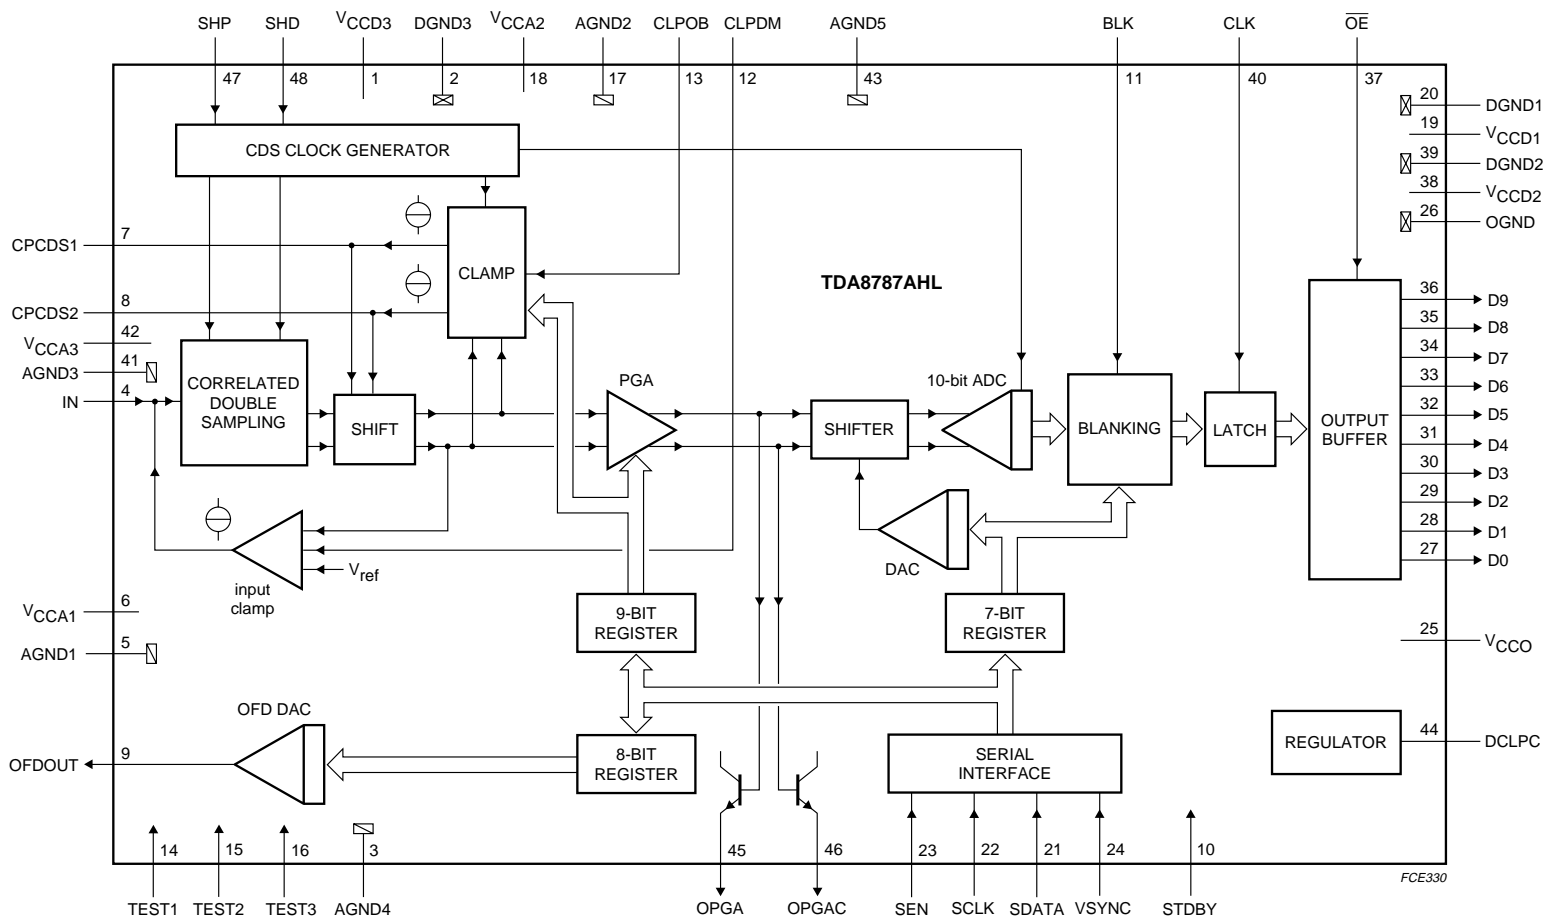 SHP SHD VCCD3 DGND3 VCCA2 AGND2 CLPOB CLPDM AGND5 BLK CLK OE
47 48 1 2 18 17 13 12 43 11 40 37
20 DGND1
19 VCCD1
39 DGND2
38 VCCD2
26 OGND
CDS CLOCK GENERATOR
CPCDS1 7
CLAMP
TDA8787AHL
CPCDS2 8
VCCA3 42
AGND3 41
IN 4
CORRELATED
DOUBLE
SAMPLING
SHIFT
PGA
SHIFTER
10-bit ADC
BLANKING
LATCH
OUTPUT
BUFFER
36 D9
35 D8
34 D7
33 D6
32 D5
31 D4
30 D3
29 D2
28 D1
27 D0
Vref
input
clamp
DAC
VCCA1 6
AGND1 5
9-BIT
REGISTER
7-BIT
REGISTER
25 VCCO
OFD DAC
OFDOUT 9
8-BIT
REGISTER
SERIAL
INTERFACE
REGULATOR
44 DCLPC
14 15 16 3 45 46 23 22 21 24 10
TEST1 TEST2 TEST3 AGND4 OPGA OPGAC SEN SCLK SDATA VSYNC STDBY
FCE330